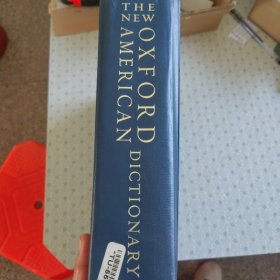 THE NEW
OXFORD
AMERICAN
DICTIONARY